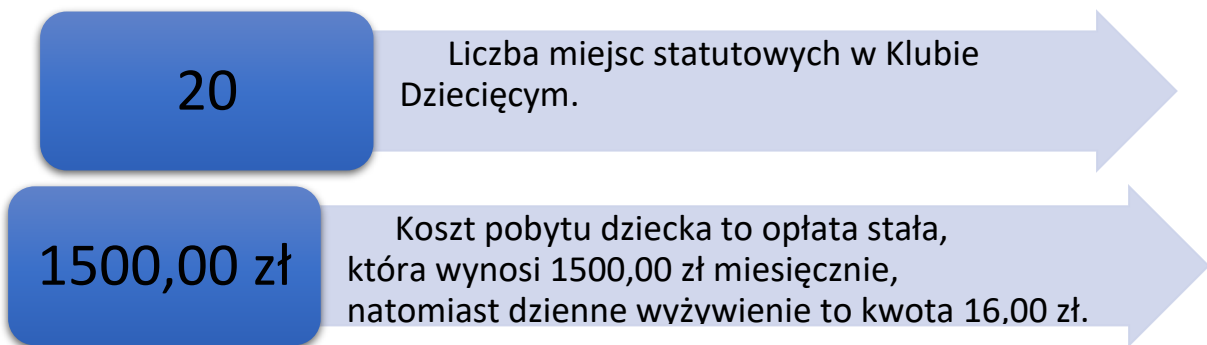 20
Liczba miejsc statutowych w Klubie
Dziecięcym.
1500,00 zł
Koszt pobytu dziecka to opłata stała,
która wynosi 1500,00 zł miesięcznie,
natomiast dzienne wyżywienie to kwota 16,00 zł.